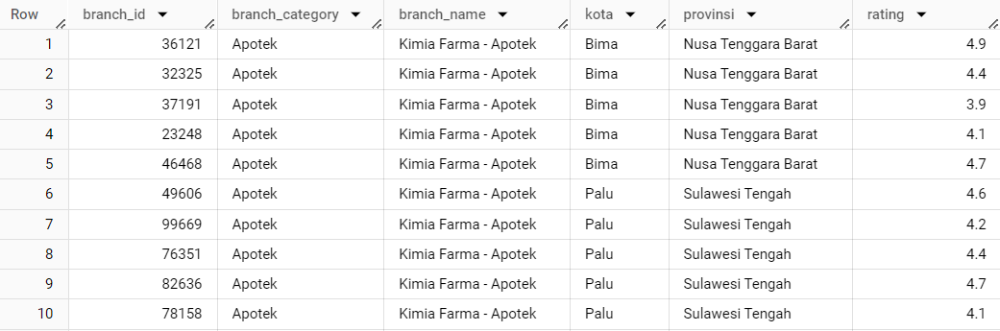 Row branch_id branch_category branch_name kota provinsi rating
1 36121 Apotek Kimia Farma - Apotek Bima Nusa Tenggara Barat 4.9
2 32325 Apotek Kimia Farma - Apotek Bima Nusa Tenggara Barat 4.4
3 37191 Apotek Kimia Farma - Apotek Bima Nusa Tenggara Barat 3.9
4 23248 Apotek Kimia Farma - Apotek Bima Nusa Tenggara Barat 4.1
5 46468 Apotek Kimia Farma - Apotek Bima Nusa Tenggara Barat 4.7
6 49606 Apotek Kimia Farma - Apotek Palu Sulawesi Tengah 4.6
7 99669 Apotek Kimia Farma - Apotek Palu Sulawesi Tengah 4.2
8 76351 Apotek Kimia Farma - Apotek Palu Sulawesi Tengah 4.4
9 82636 Apotek Kimia Farma - Apotek Palu Sulawesi Tengah 4.7
10 78158 Apotek Kimia Farma - Apotek Palu Sulawesi Tengah 4.1